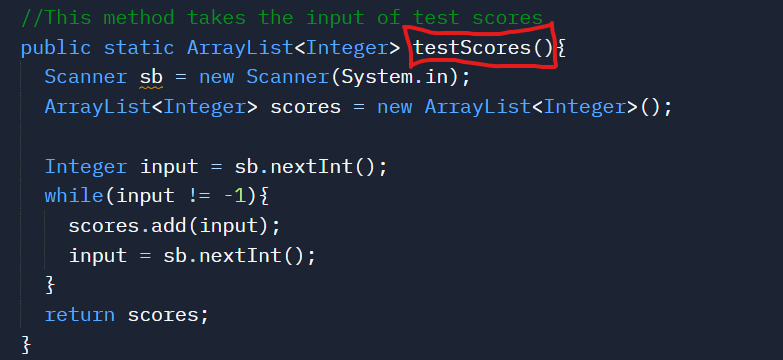 //This method takes the input of test scores
public static ArrayList<Integer> testScores(){
Scanner sb = new Scanner(System.in);
ArrayList<Integer> scores = new ArrayList<Integer>();
Integer input = sb.nextInt();
while(input != -1){
scores.add(input);
input = sb.nextInt();
}
return scores;
}